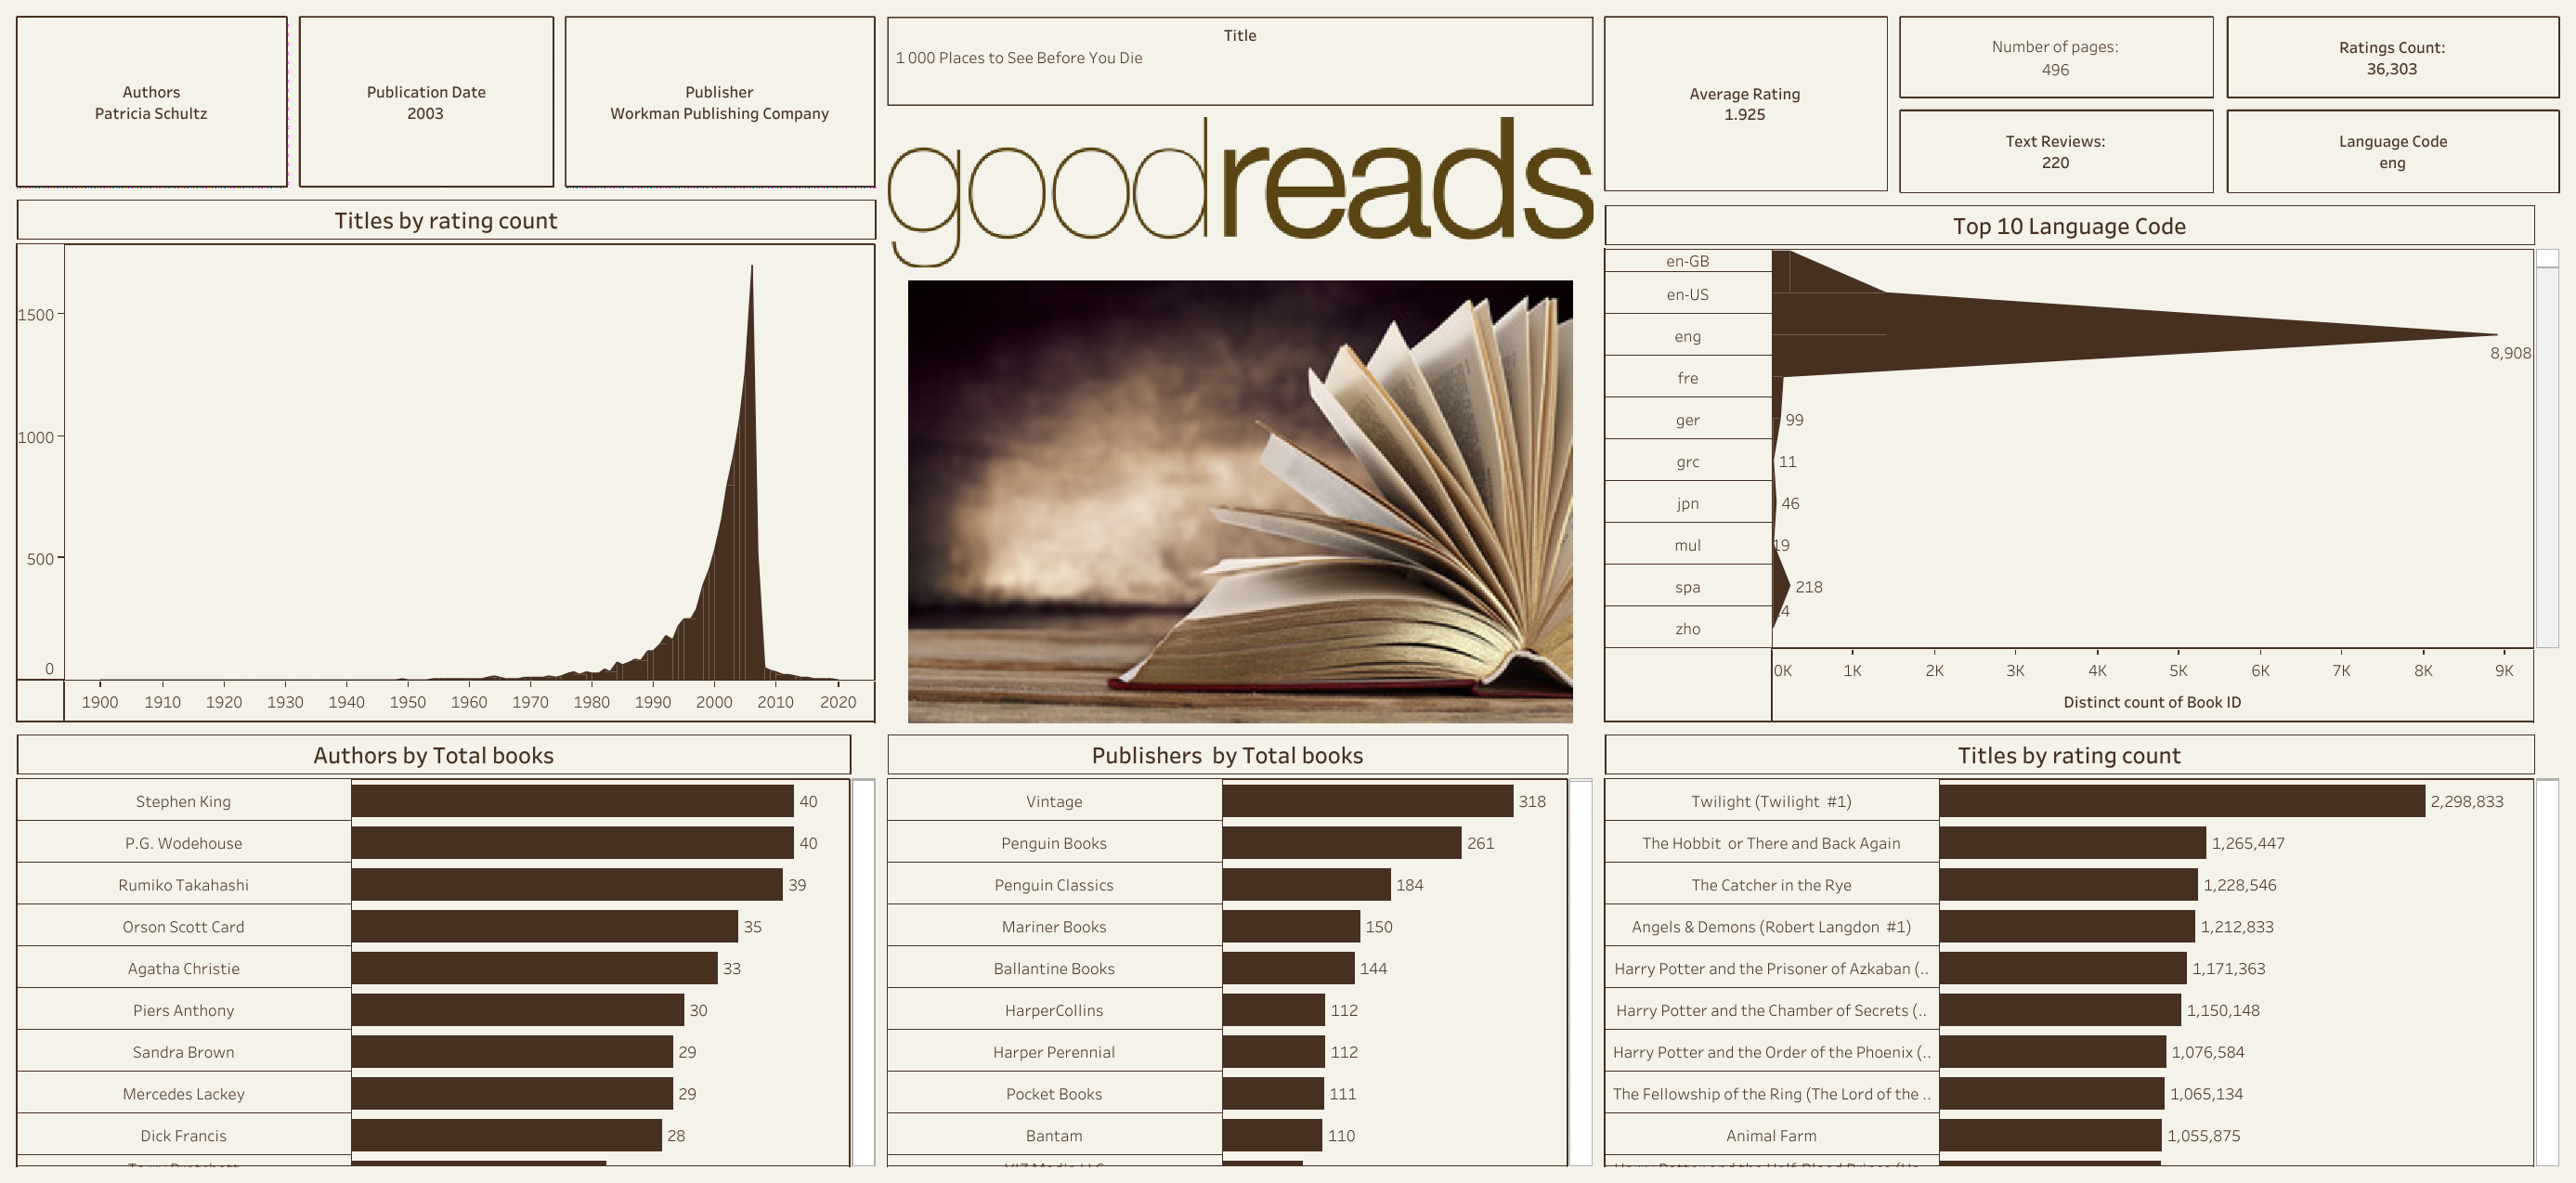 Authors
Patricia Schultz
Publication Date
2003
Publisher
Workman Publishing Company
Title
1 000 Places to See Before You Die
Average Rating
1.925
Number of pages:
496
Ratings Count:
36,303
Text Reviews:
220
Language Code
eng
goodreads
Titles by rating count
1500
1000
500
0
1900 1910 1920 1930 1940 1950 1960 1970 1980 1990 2000 2010 2020
Top 10 Language Code
en-GB
en-US
eng
8,908
fre
ger 99
grc 11
jpn 46
mul 19
spa 218
zho 14
0K 1K 2K 3K 4K 5K 6K 7K 8K 9K
Distinct count of Book ID
Authors by Total books
Stephen King 40
P.G. Wodehouse 40
Rumiko Takahashi 39
Orson Scott Card 35
Agatha Christie 33
Piers Anthony 30
Sandra Brown 29
Mercedes Lackey 29
Dick Francis 28
Publishers by Total books
Vintage 318
Penguin Books 261
Penguin Classics 184
Mariner Books 150
Ballantine Books 144
HarperCollins 112
Harper Perennial 112
Pocket Books 111
Bantam 110
Titles by rating count
Twilight (Twilight #1) 2,298,833
The Hobbit or There and Back Again 1,265,447
The Catcher in the Rye 1,228,546
Angels & Demons (Robert Langdon #1) 1,212,833
Harry Potter and the Prisoner of Azkaban (.. 1,171,363
Harry Potter and the Chamber of Secrets (.. 1,150,148
Harry Potter and the Order of the Phoenix (.. 1,076,584
The Fellowship of the Ring (The Lord of the .. 1,065,134
Animal Farm 1,055,875